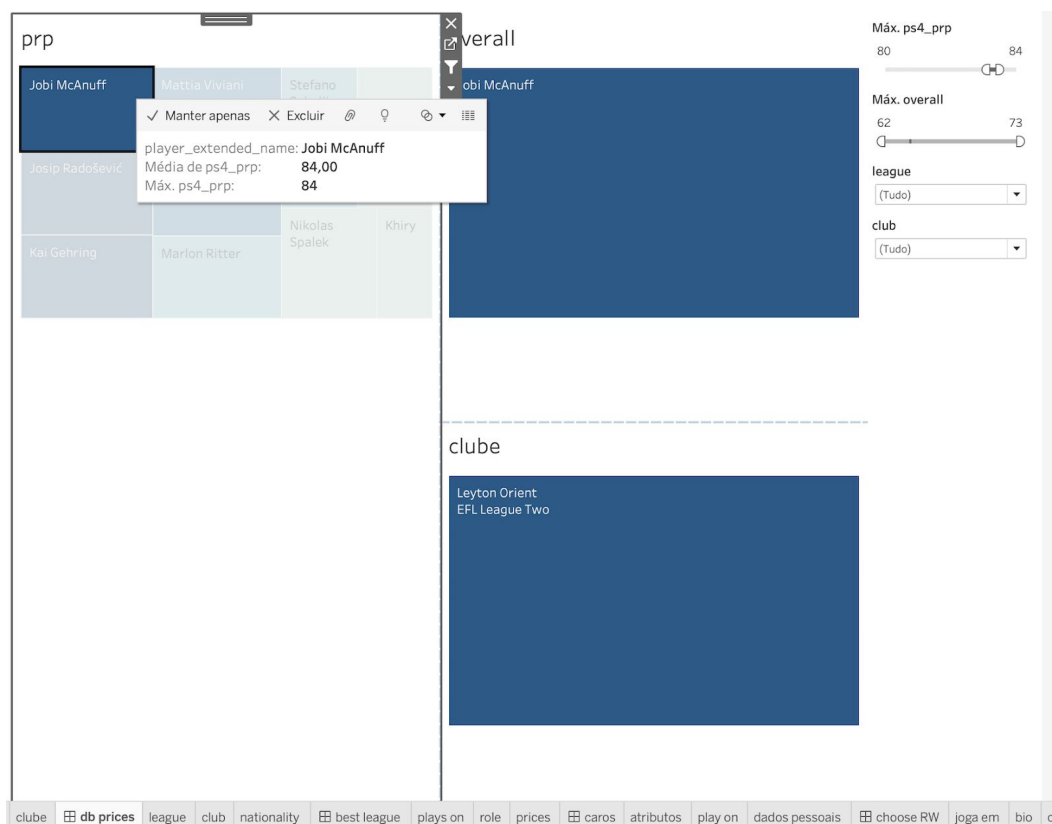 prp
Jobi McAnuff
Mattia Viviani
Stefano
Josip Radošević
Nikolas
Spalek
Khiry
Kai Gehring
Marlon Ritter
Manter apenas
Excluir
player_extended_name: Jobi McAnuff
Média de ps4_prp: 84,00
Máx. ps4_prp: 84
verall
obi McAnuff
clube
Leyton Orient
EFL League Two
Máx. ps4_prp
80 84
Máx. overall
62 73
league
(Tudo)
club
(Tudo)
clube db prices league club nationality best league plays on role prices caros atributos play on dados pessoais choose RW joga em bio